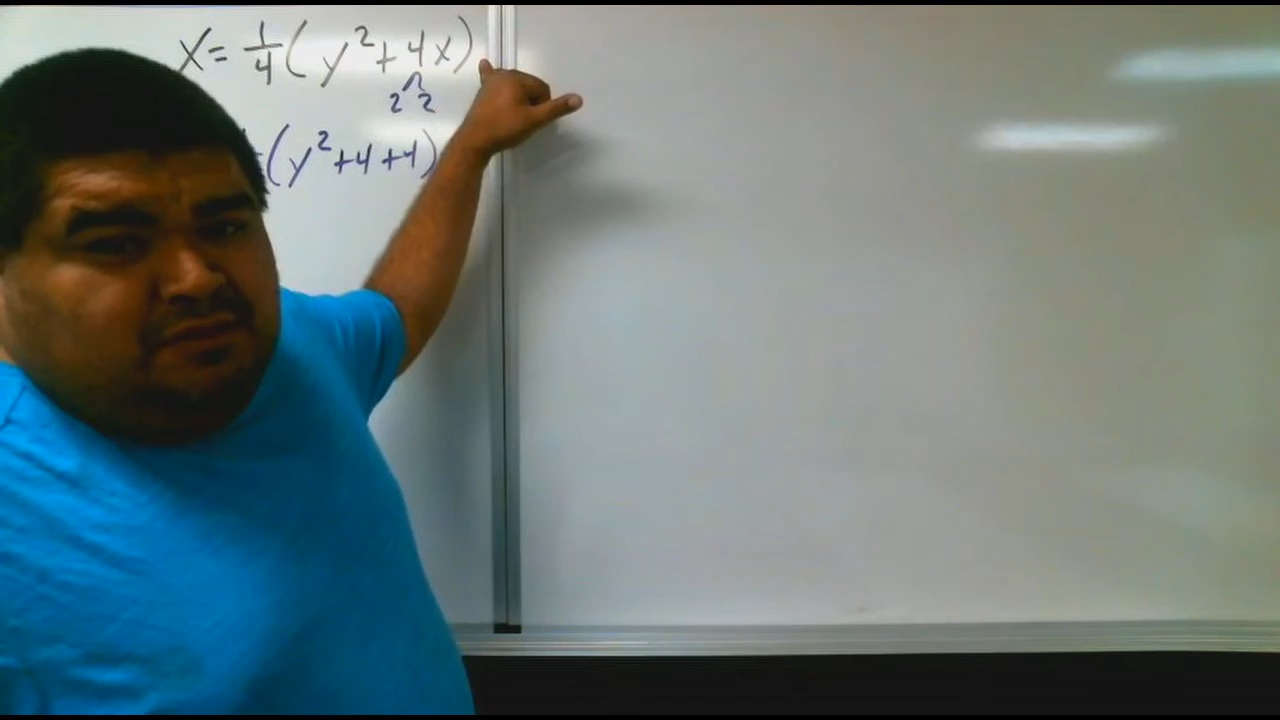 x = 1/4 (y² + 4x)
2 2
(y² + 4 + 4)